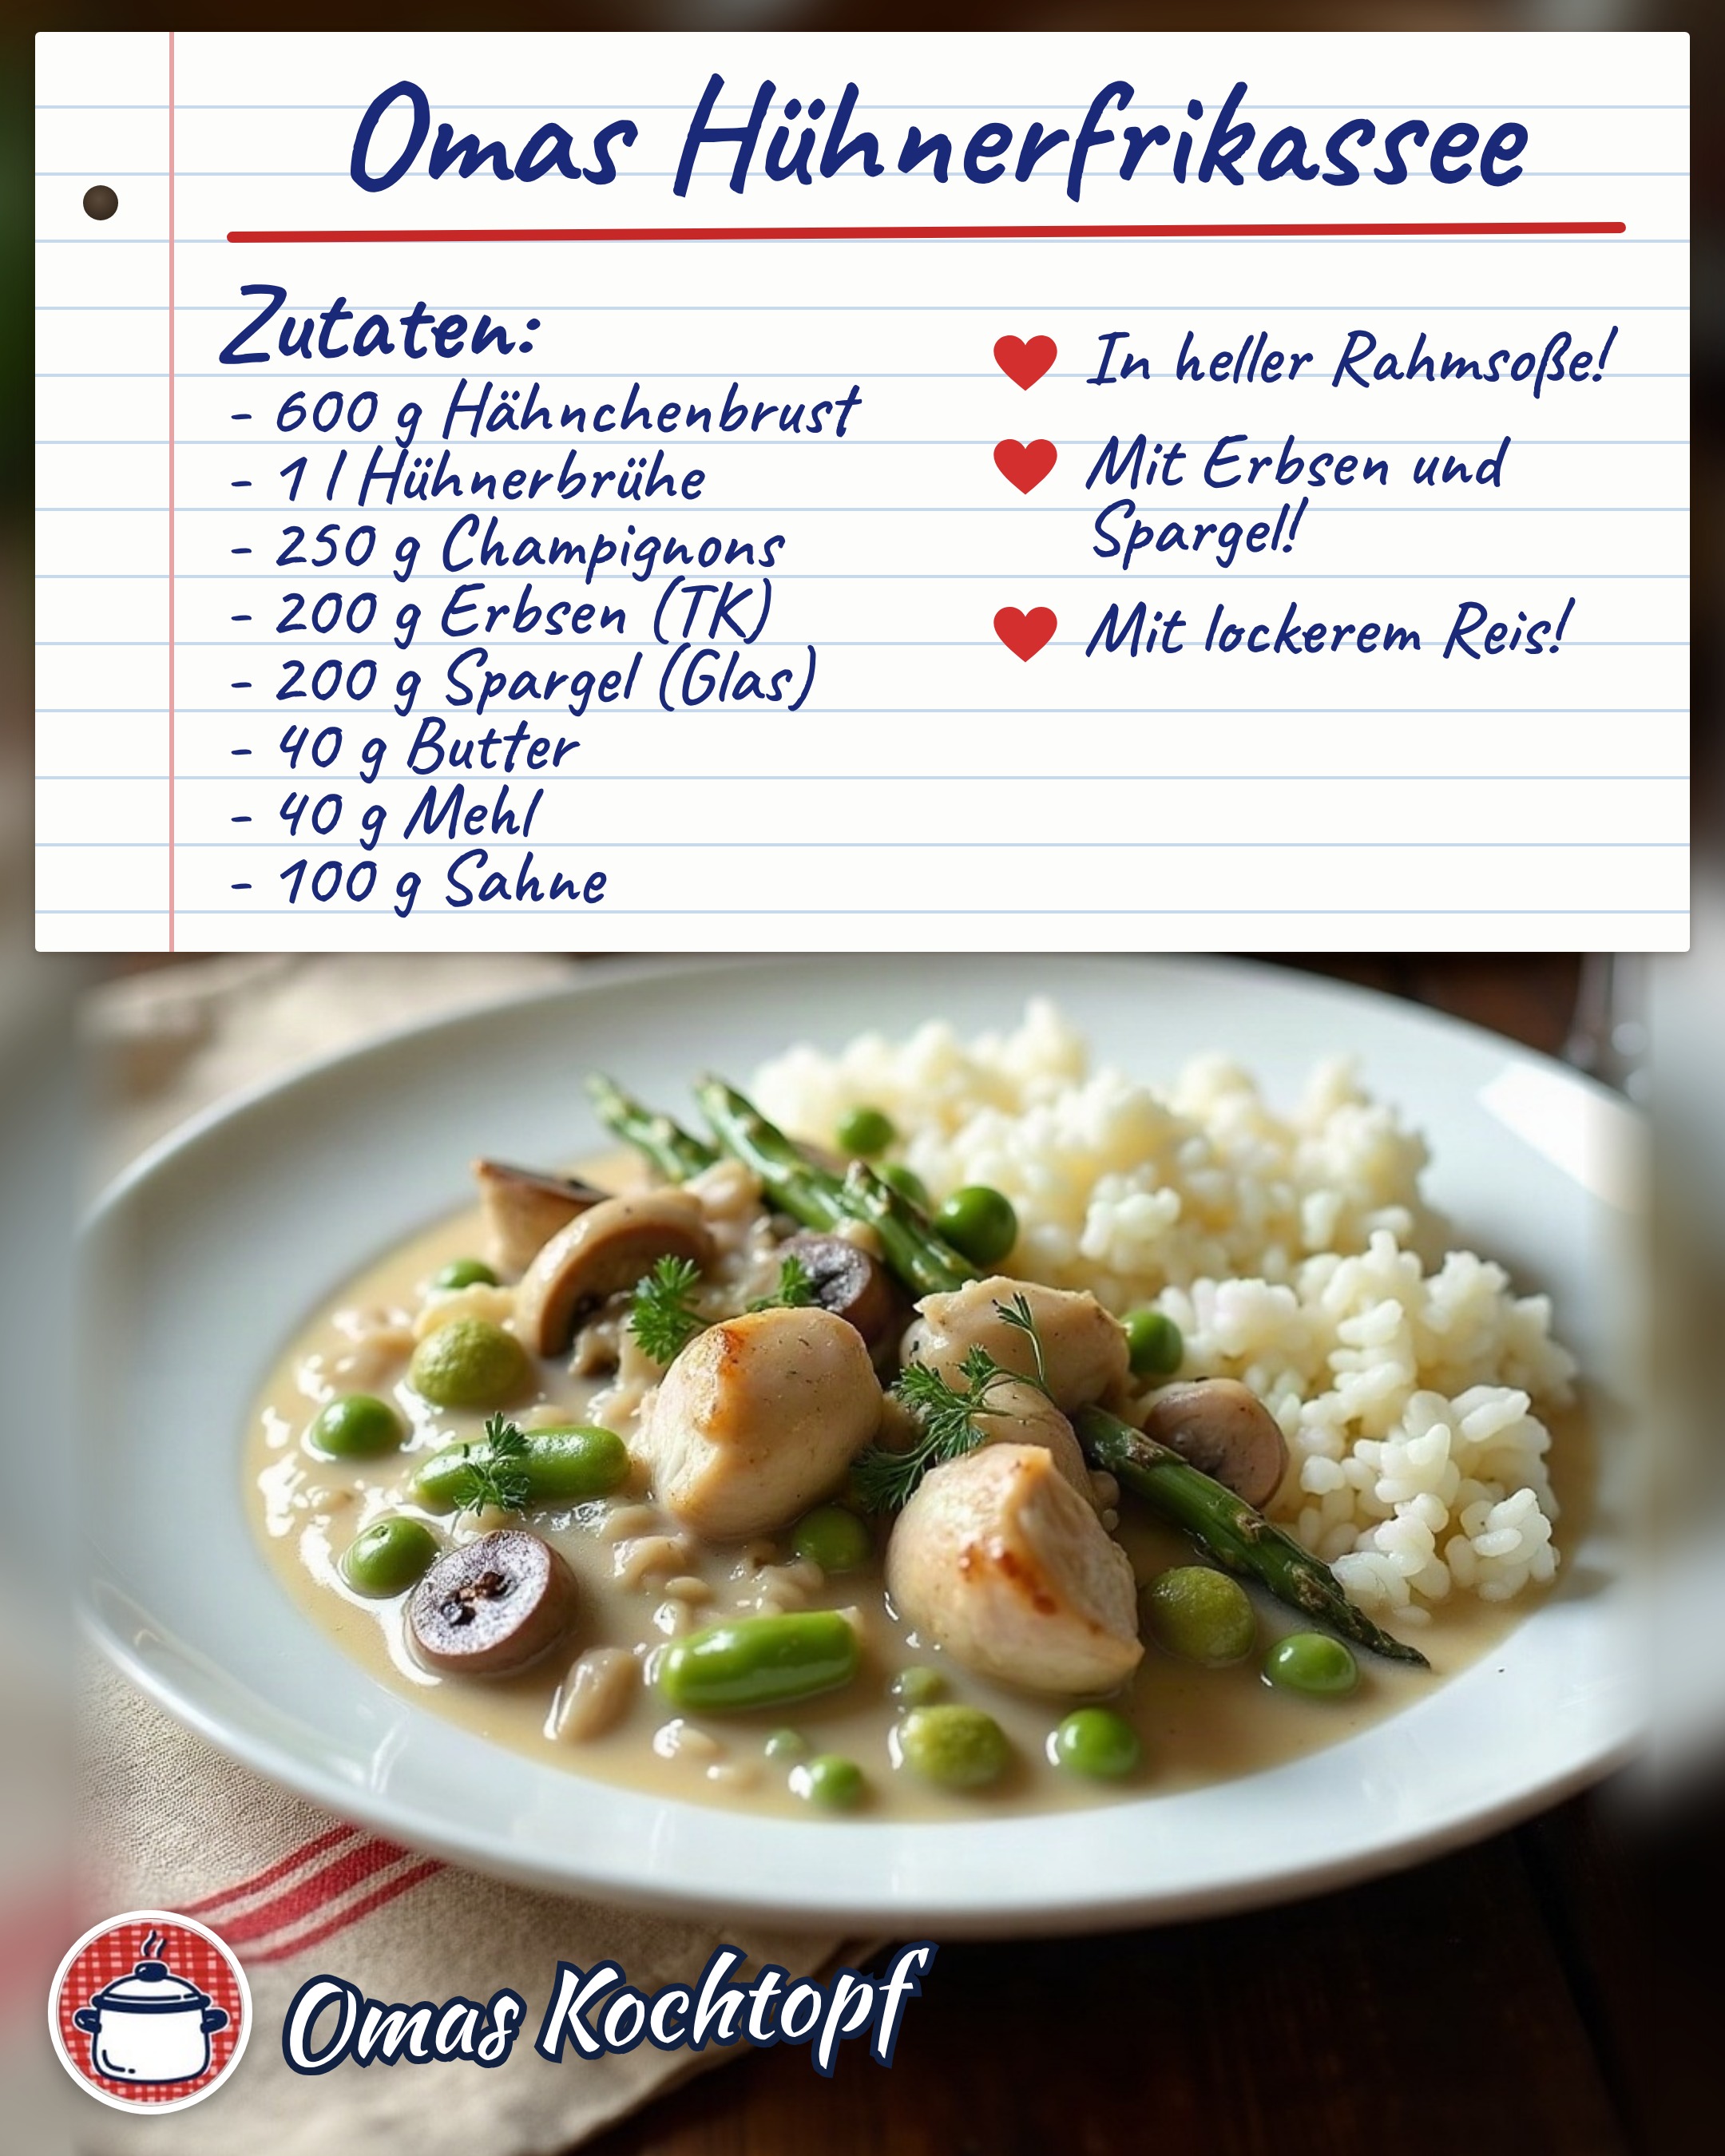 Omas Hühnerfrikassee
Zutaten:
- 600 g Hähnchenbrust
- 1 l Hühnerbrühe
- 250 g Champignons
- 200 g Erbsen (TK)
- 200 g Spargel (Glas)
- 40 g Butter
- 40 g Mehl
- 100 g Sahne
In heller Rahmsoße!
Mit Erbsen und
Spargel!
Mit lockerem Reis!
Omas Kochtopf